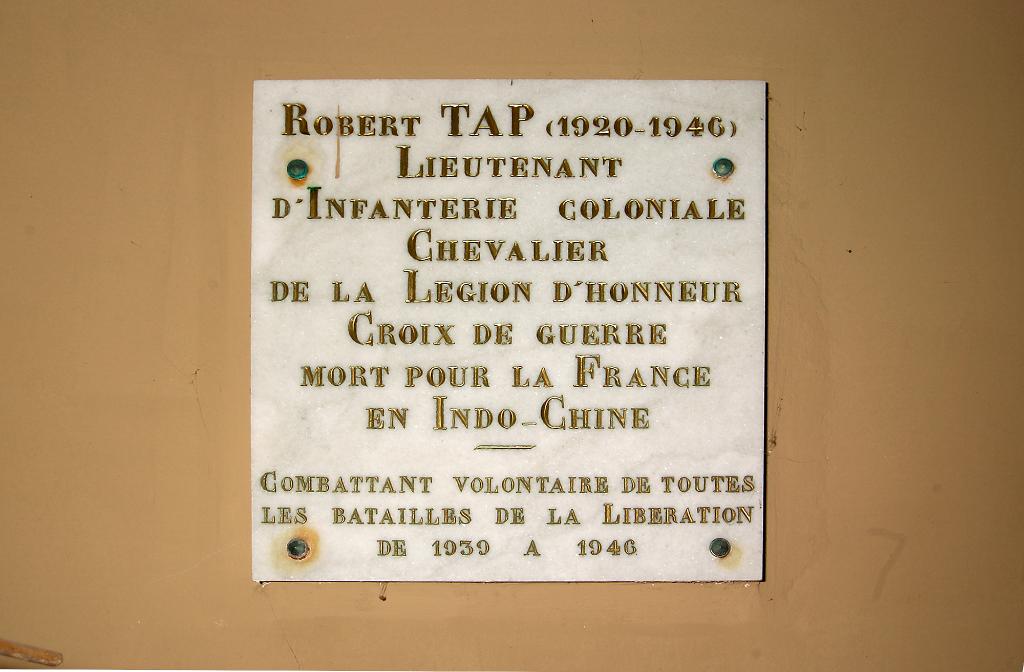 ROBERT TAP (1920-1946)
LIEUTENANT
D'INFANTERIE COLONIALE
CHEVALIER
DE LA LEGION D'HONNEUR
CROIX DE GUERRE
MORT POUR LA FRANCE
EN INDO-CHINE
COMBATTANT VOLONTAIRE DE TOUTES
LES BATAILLES DE LA LIBERATION
DE 1939 A 1946